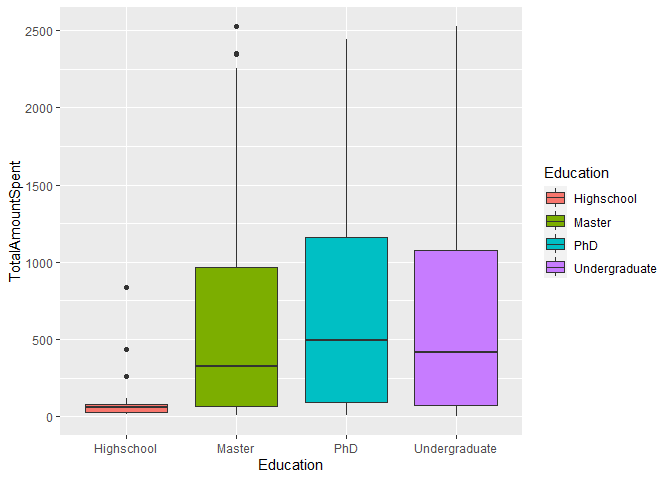 2500
2000
1500
1000
500
0
TotalAmountSpent
Highschool
Master
PhD
Undergraduate
Education
Education
Highschool
Master
PhD
Undergraduate